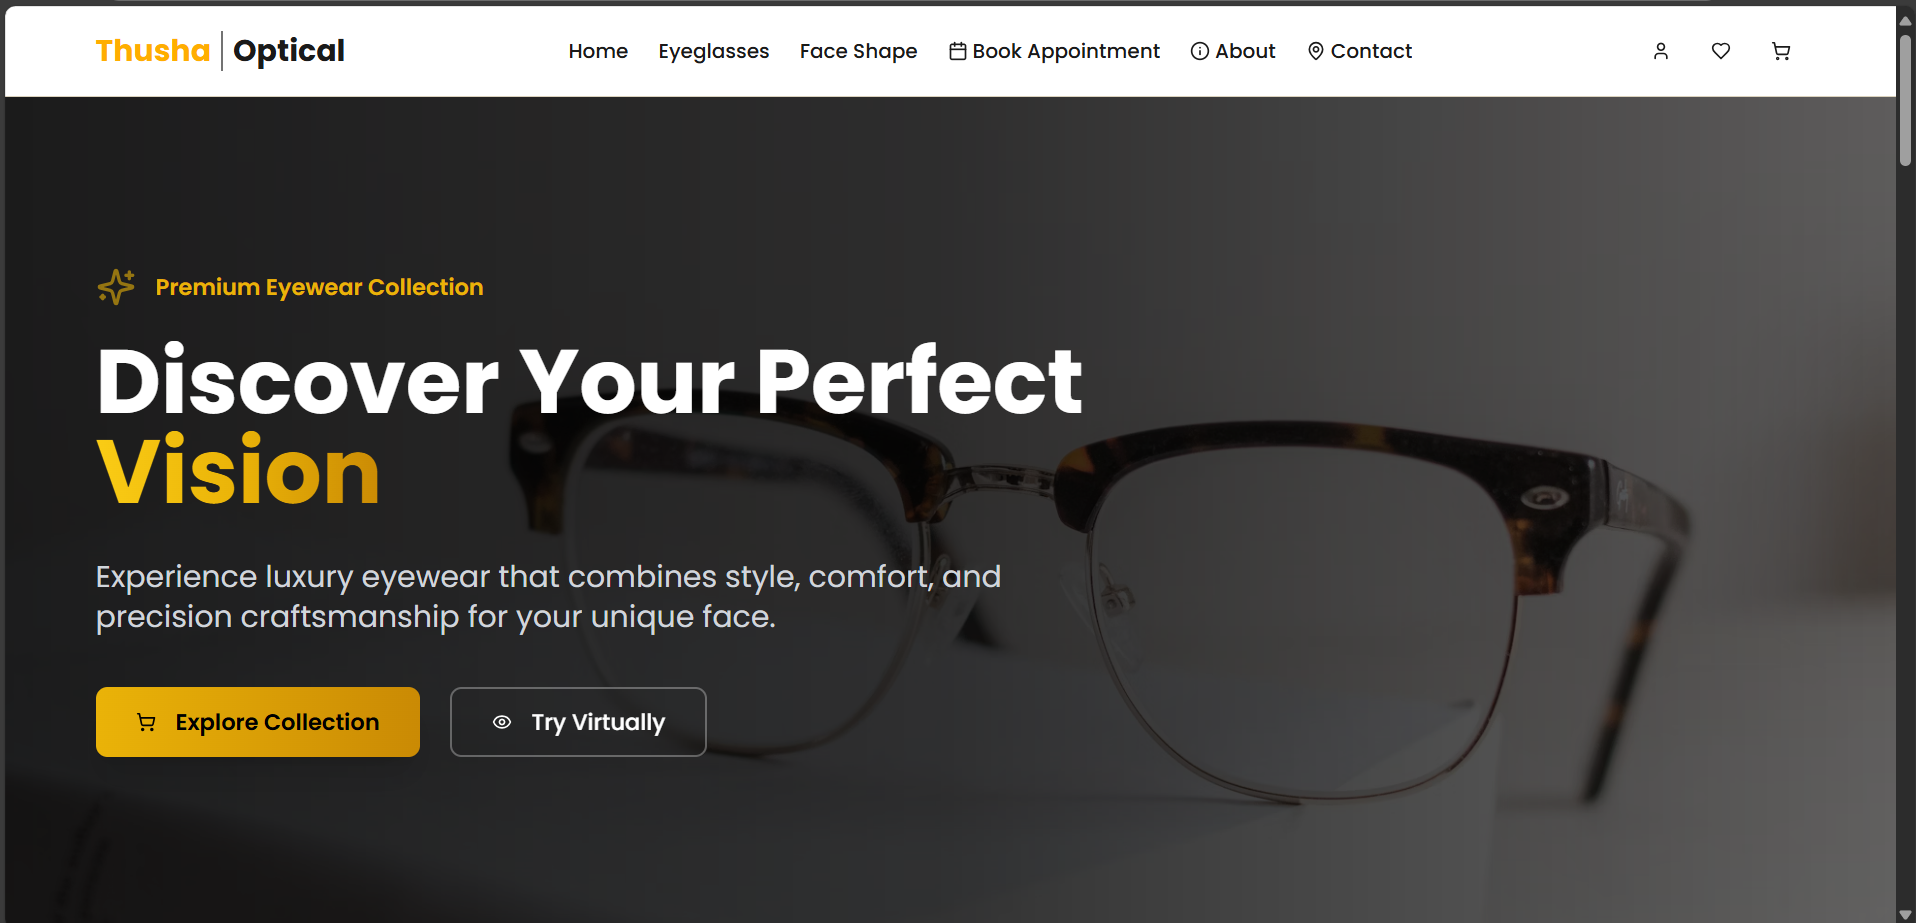 Thusha | Optical
Home Eyeglasses Face Shape Book Appointment About Contact
Premium Eyewear Collection
Discover Your Perfect
Vision
Experience luxury eyewear that combines style, comfort, and
precision craftsmanship for your unique face.
Explore Collection Try Virtually